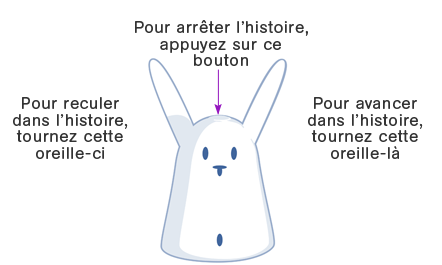 Pour arrêter l'histoire,
appuyez sur ce
bouton
Pour reculer
dans l'histoire,
tournez cette
oreille-ci
Pour avancer
dans l'histoire,
tournez cette
oreille-là